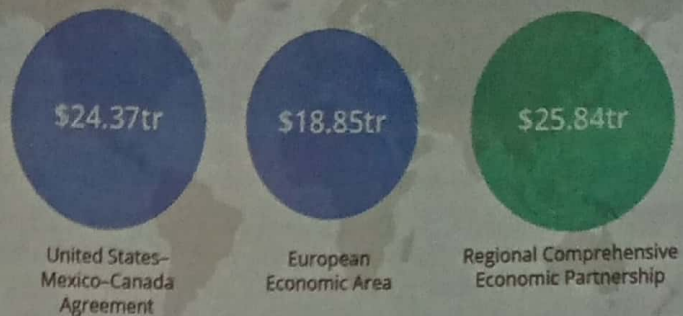 $24.37tr
$18.85tr
$25.84tr
United States–
Mexico–Canada
Agreement
European
Economic Area
Regional Comprehensive
Economic Partnership